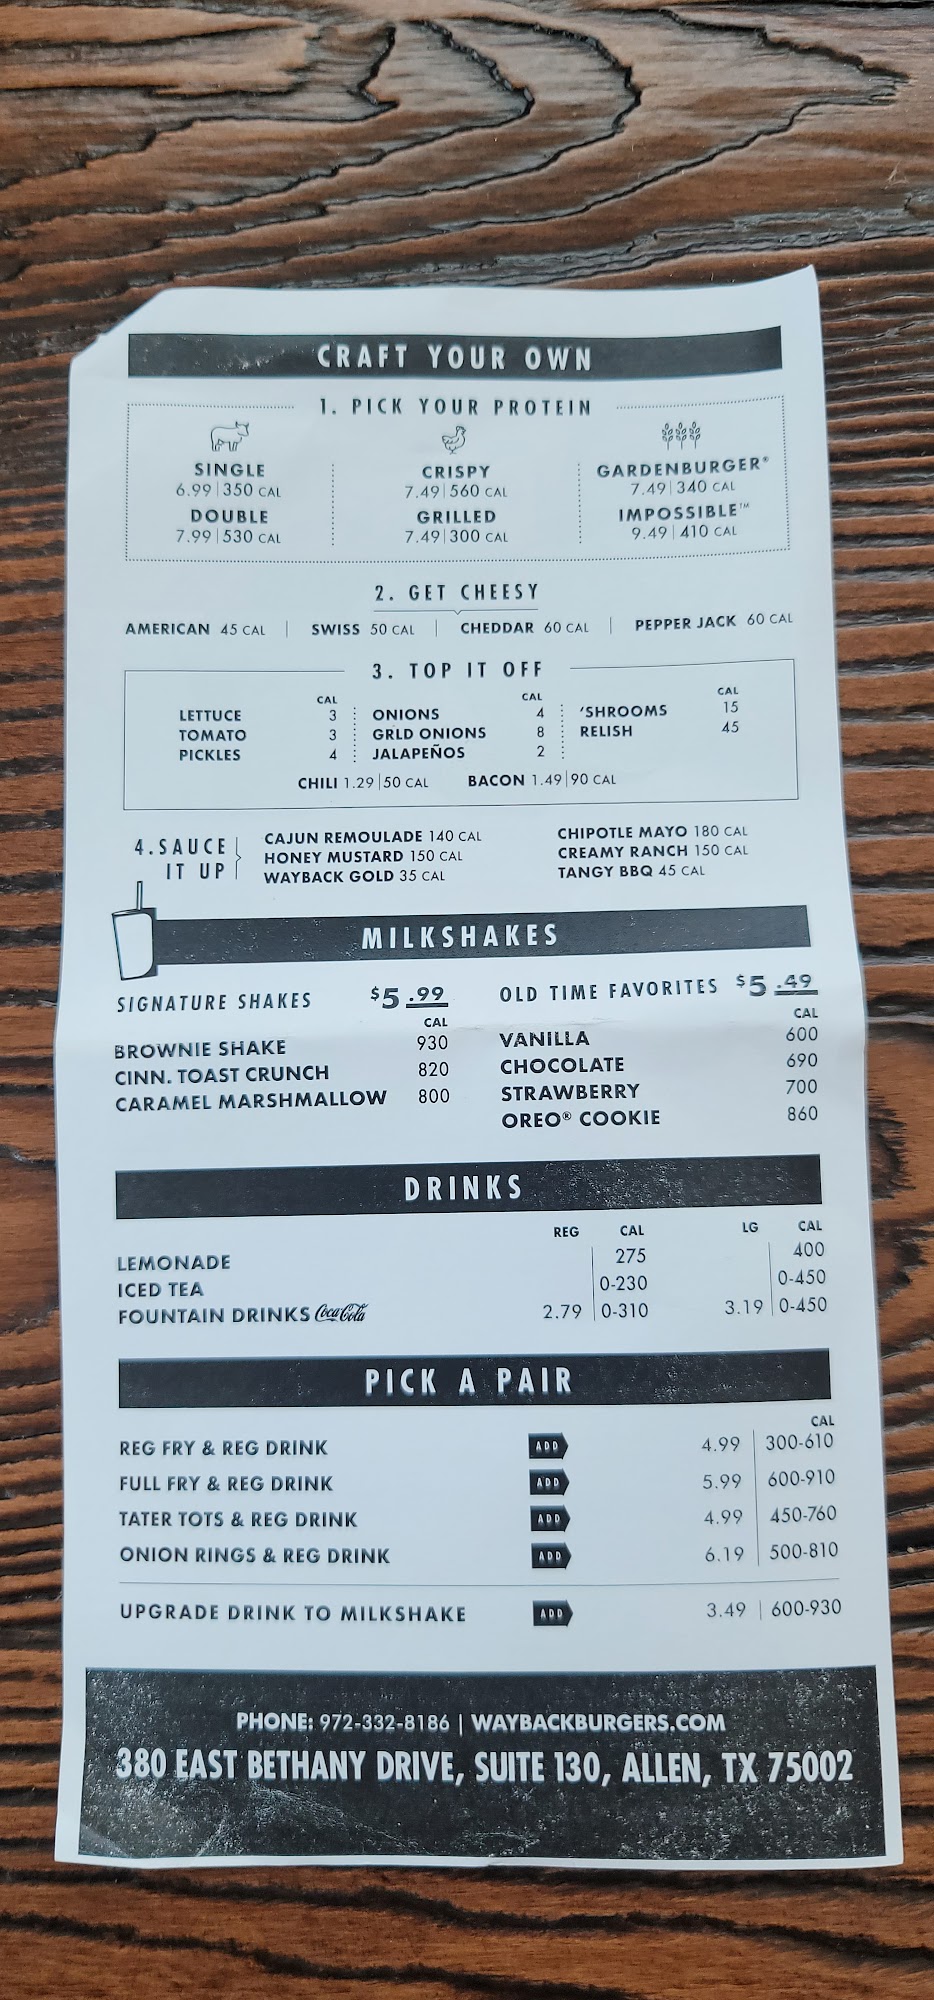 CRAFT YOUR OWN
1. PICK YOUR PROTEIN
SINGLE
6.99 | 350 CAL
DOUBLE
7.99 | 530 CAL
CRISPY
7.49 | 560 CAL
GRILLED
7.49 | 300 CAL
GARDENBURGER®
7.49 | 340 CAL
IMPOSSIBLE™
9.49 | 410 CAL
2. GET CHEESY
AMERICAN 45 CAL | SWISS 50 CAL | CHEDDAR 60 CAL | PEPPER JACK 60 CAL
3. TOP IT OFF
CAL
LETTUCE 3
TOMATO 3
PICKLES 4
CAL
ONIONS 4
GRLD ONIONS 8
JALAPEÑOS 2
CAL
'SHROOMS 15
RELISH 45
CHILI 1.29 | 50 CAL BACON 1.49 | 90 CAL
4. SAUCE
IT UP
CAJUN REMOULADE 140 CAL
HONEY MUSTARD 150 CAL
WAYBACK GOLD 35 CAL
CHIPOTLE MAYO 180 CAL
CREAMY RANCH 150 CAL
TANGY BBQ 45 CAL
MILKSHAKES
SIGNATURE SHAKES $5.99
CAL
BROWNIE SHAKE 930
CINN. TOAST CRUNCH 820
CARAMEL MARSHMALLOW 800
OLD TIME FAVORITES $5.49
CAL
VANILLA 600
CHOCOLATE 690
STRAWBERRY 700
OREO® COOKIE 860
DRINKS
REG CAL LG CAL
LEMONADE 275 400
ICED TEA 0-230 0-450
FOUNTAIN DRINKS Coca-Cola 2.79 | 0-310 3.19 | 0-450
PICK A PAIR
CAL
REG FRY & REG DRINK ADD 4.99 300-610
FULL FRY & REG DRINK ADD 5.99 600-910
TATER TOTS & REG DRINK ADD 4.99 450-760
ONION RINGS & REG DRINK ADD 6.19 500-810
UPGRADE DRINK TO MILKSHAKE ADD 3.49 | 600-930
PHONE: 972-332-8186 | WAYBACKBURGERS.COM
380 EAST BETHANY DRIVE, SUITE 130, ALLEN, TX 75002